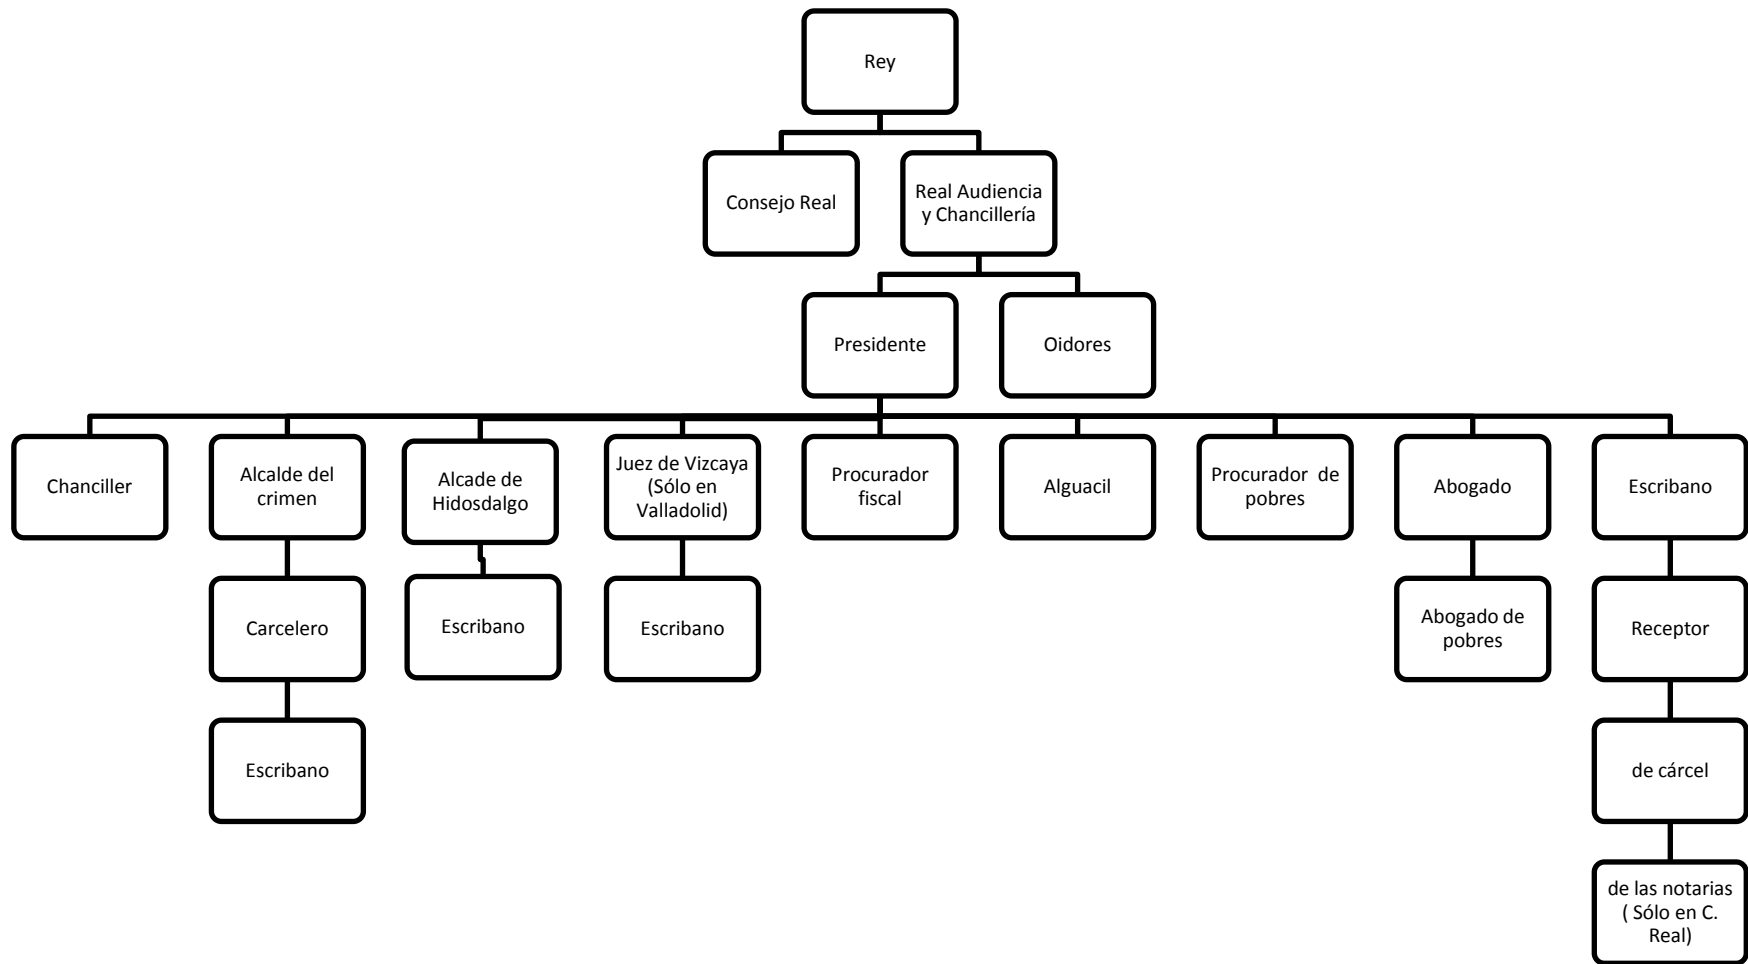 Rey
Consejo Real
Real Audiencia
y Chancillería
Presidente
Oidores
Chanciller
Alcalde del
crimen
Alcade de
Hidosdalgo
Juez de Vizcaya
(Sólo en
Valladolid)
Procurador
fiscal
Alguacil
Procurador de
pobres
Abogado
Escribano
Carcelero
Escribano
Escribano
Abogado de
pobres
Receptor
Escribano
de cárcel
de las notarias
( Sólo en C.
Real)